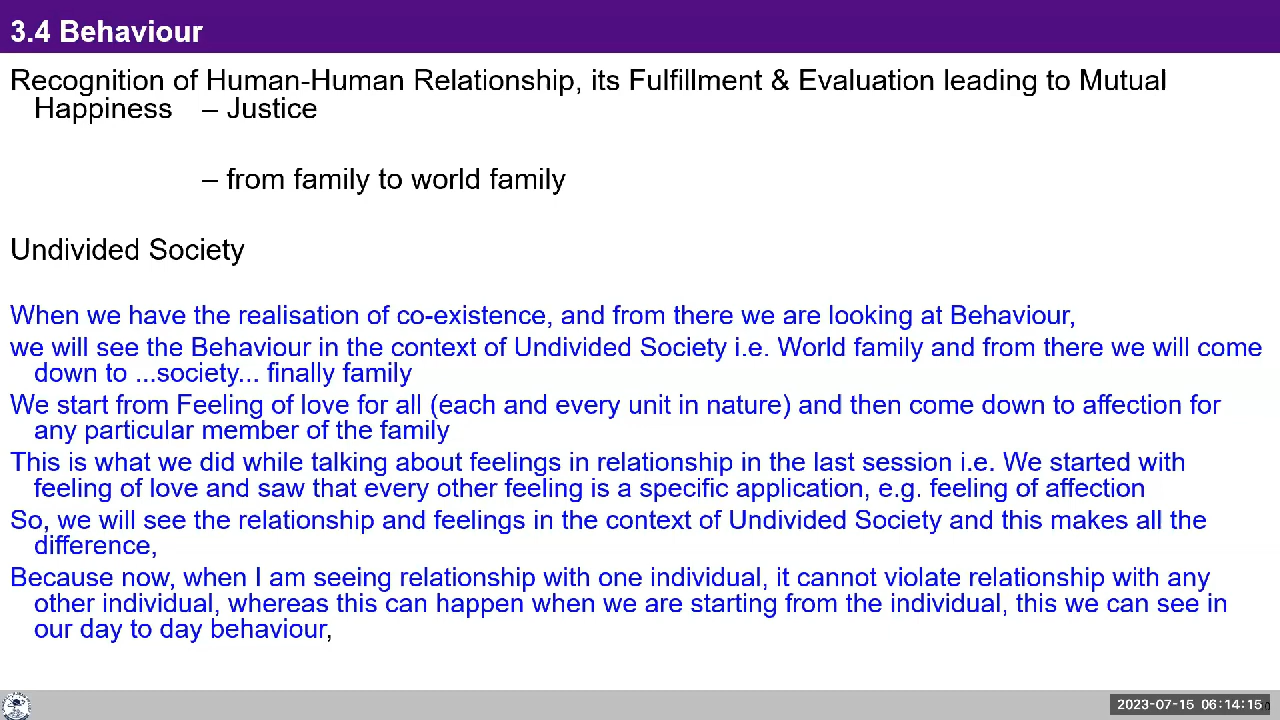 3.4 Behaviour
Recognition of Human-Human Relationship, its Fulfillment & Evaluation leading to Mutual
Happiness – Justice
– from family to world family
Undivided Society
When we have the realisation of co-existence, and from there we are looking at Behaviour,
we will see the Behaviour in the context of Undivided Society i.e. World family and from there we will come
down to ...society... finally family
We start from Feeling of love for all (each and every unit in nature) and then come down to affection for
any particular member of the family
This is what we did while talking about feelings in relationship in the last session i.e. We started with
feeling of love and saw that every other feeling is a specific application, e.g. feeling of affection
So, we will see the relationship and feelings in the context of Undivided Society and this makes all the
difference,
Because now, when I am seeing relationship with one individual, it cannot violate relationship with any
other individual, whereas this can happen when we are starting from the individual, this we can see in
our day to day behaviour,
2023-07-15 06:14:15